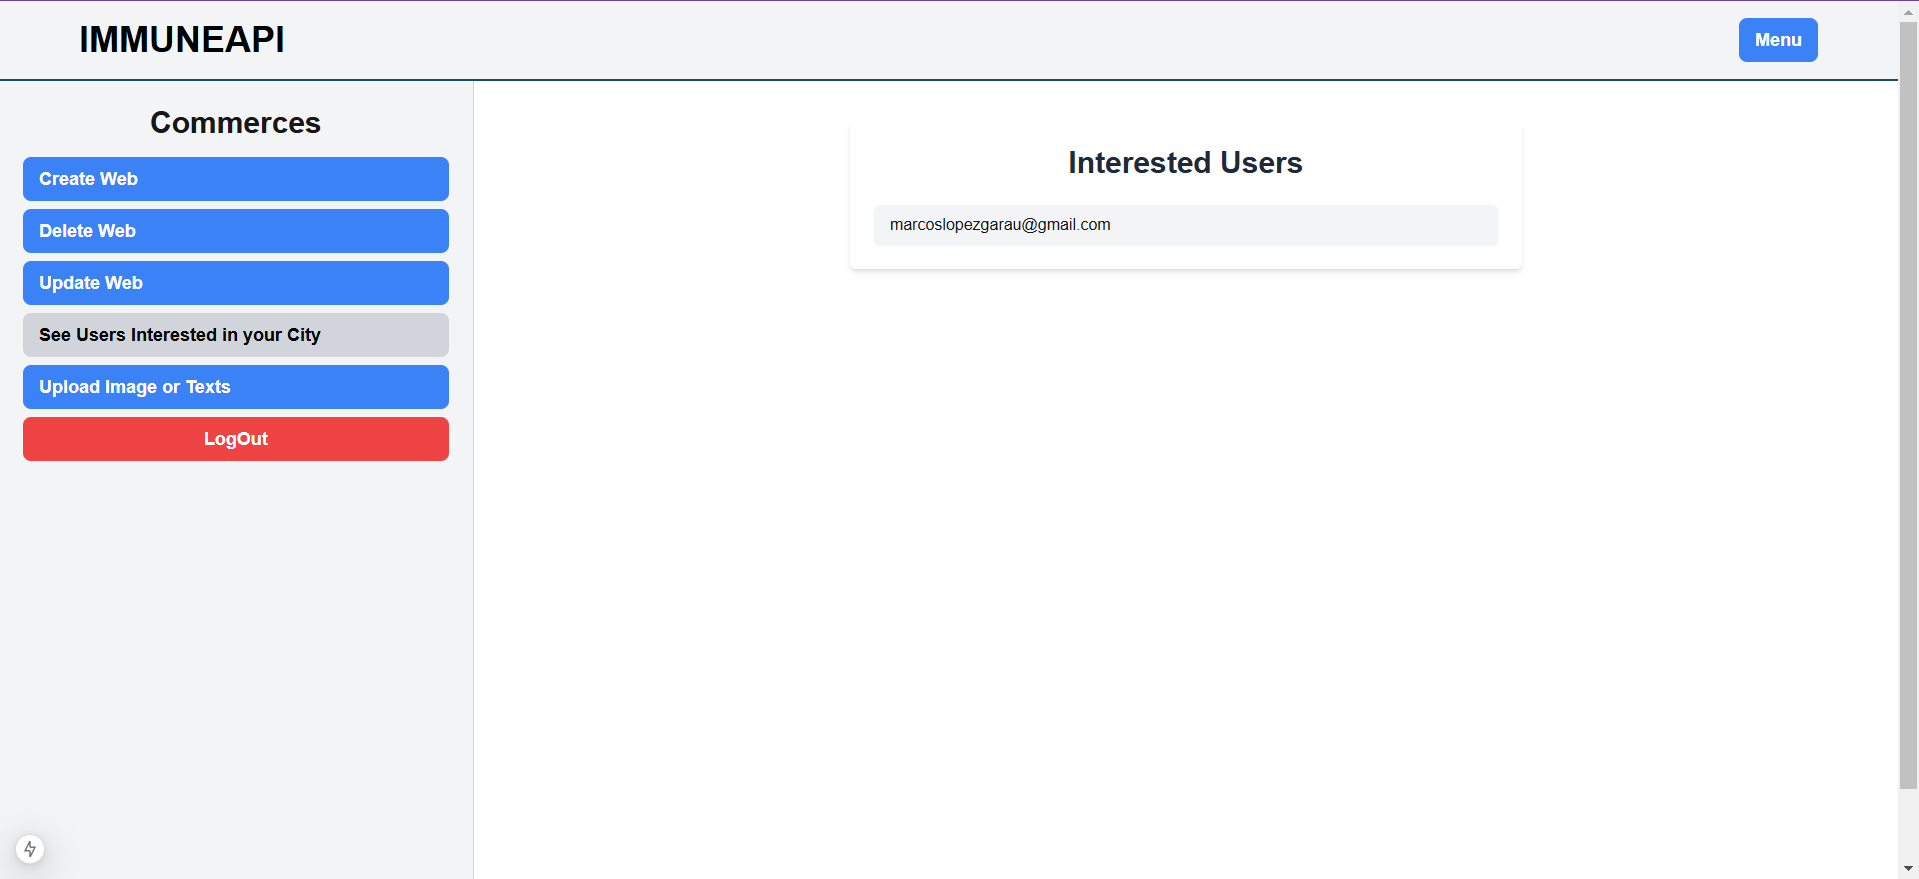 IMMUNEAPI
Menu
Commerces
Create Web
Delete Web
Update Web
See Users Interested in your City
Upload Image or Texts
LogOut
Interested Users
marcoslopezgarau@gmail.com